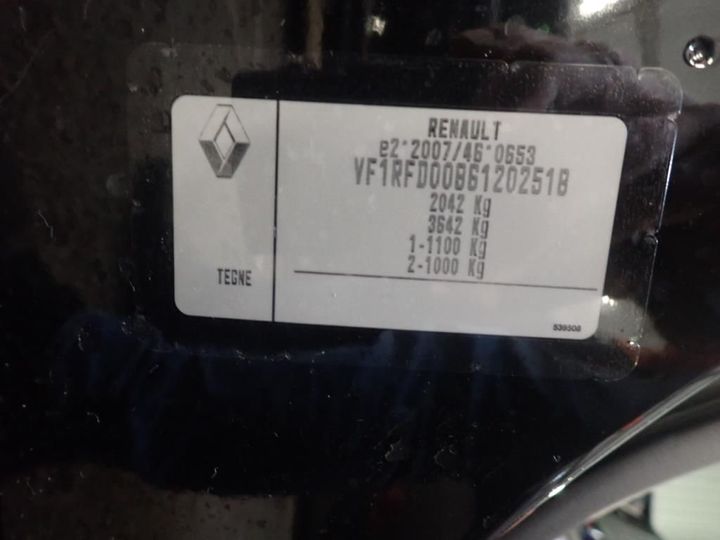 RENAULT
e2*2007/46*0653
VF1RFD00861202518
2042 Kg
3642 Kg
1-1100 Kg
2-1000 Kg
TEGNE
539308